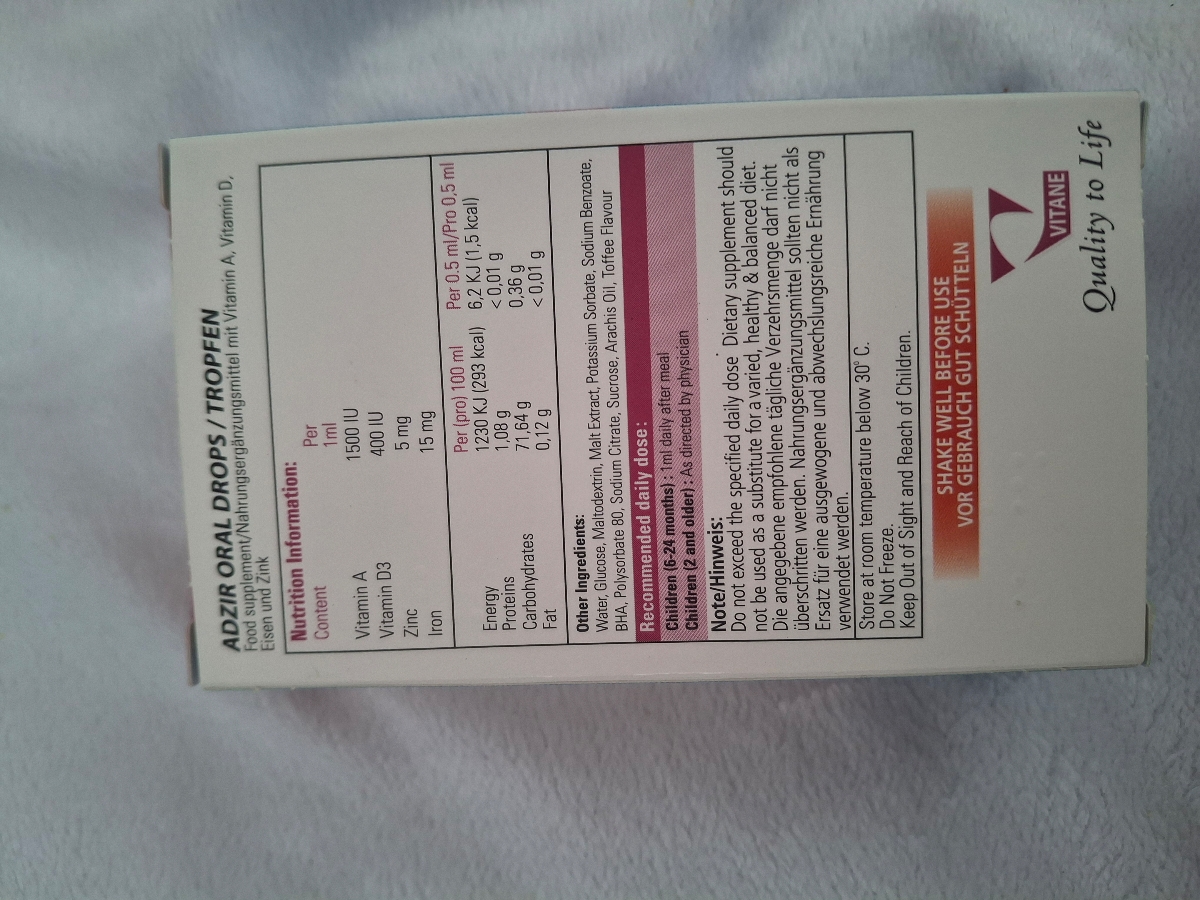 ADZIR ORAL DROPS / TROPFEN
Food supplement/Nahrungsergänzungsmittel mit Vitamin A, Vitamin D,
Eisen und Zink
Nutrition Information:
Content Per
1ml
Vitamin A 1500 IU
Vitamin D3 400 IU
Zinc 5 mg
Iron 15 mg
Per (pro) 100 ml Per 0.5 ml/Pro 0,5 ml
Energy 1230 KJ (293 kcal) 6,2 KJ (1,5 kcal)
Proteins 1,08 g < 0,01 g
Carbohydrates 71,64 g 0,36 g
Fat 0,12 g < 0,01 g
Other Ingredients:
Water, Glucose, Maltodextrin, Malt Extract, Potassium Sorbate, Sodium Benzoate,
BHA, Polysorbate 80, Sodium Citrate, Sucrose, Arachis Oil, Toffee Flavour
Recommended daily dose:
Children (6-24 months) : 1ml daily after meal
Children (2 and older) : As directed by physician
Note/Hinweis:
Do not exceed the specified daily dose Dietary supplement should
not be used as a substitute for a varied, healthy & balanced diet.
Die angegebene empfohlene tägliche Verzehrsmenge darf nicht
überschritten werden. Nahrungsergänzungsmittel sollten nicht als
Ersatz für eine ausgewogene und abwechslungsreiche Ernährung
verwendet werden.
Store at room temperature below 30° C.
Do Not Freeze.
Keep Out of Sight and Reach of Children.
SHAKE WELL BEFORE USE
VOR GEBRAUCH GUT SCHÜTTELN
VITANE
Quality to Life